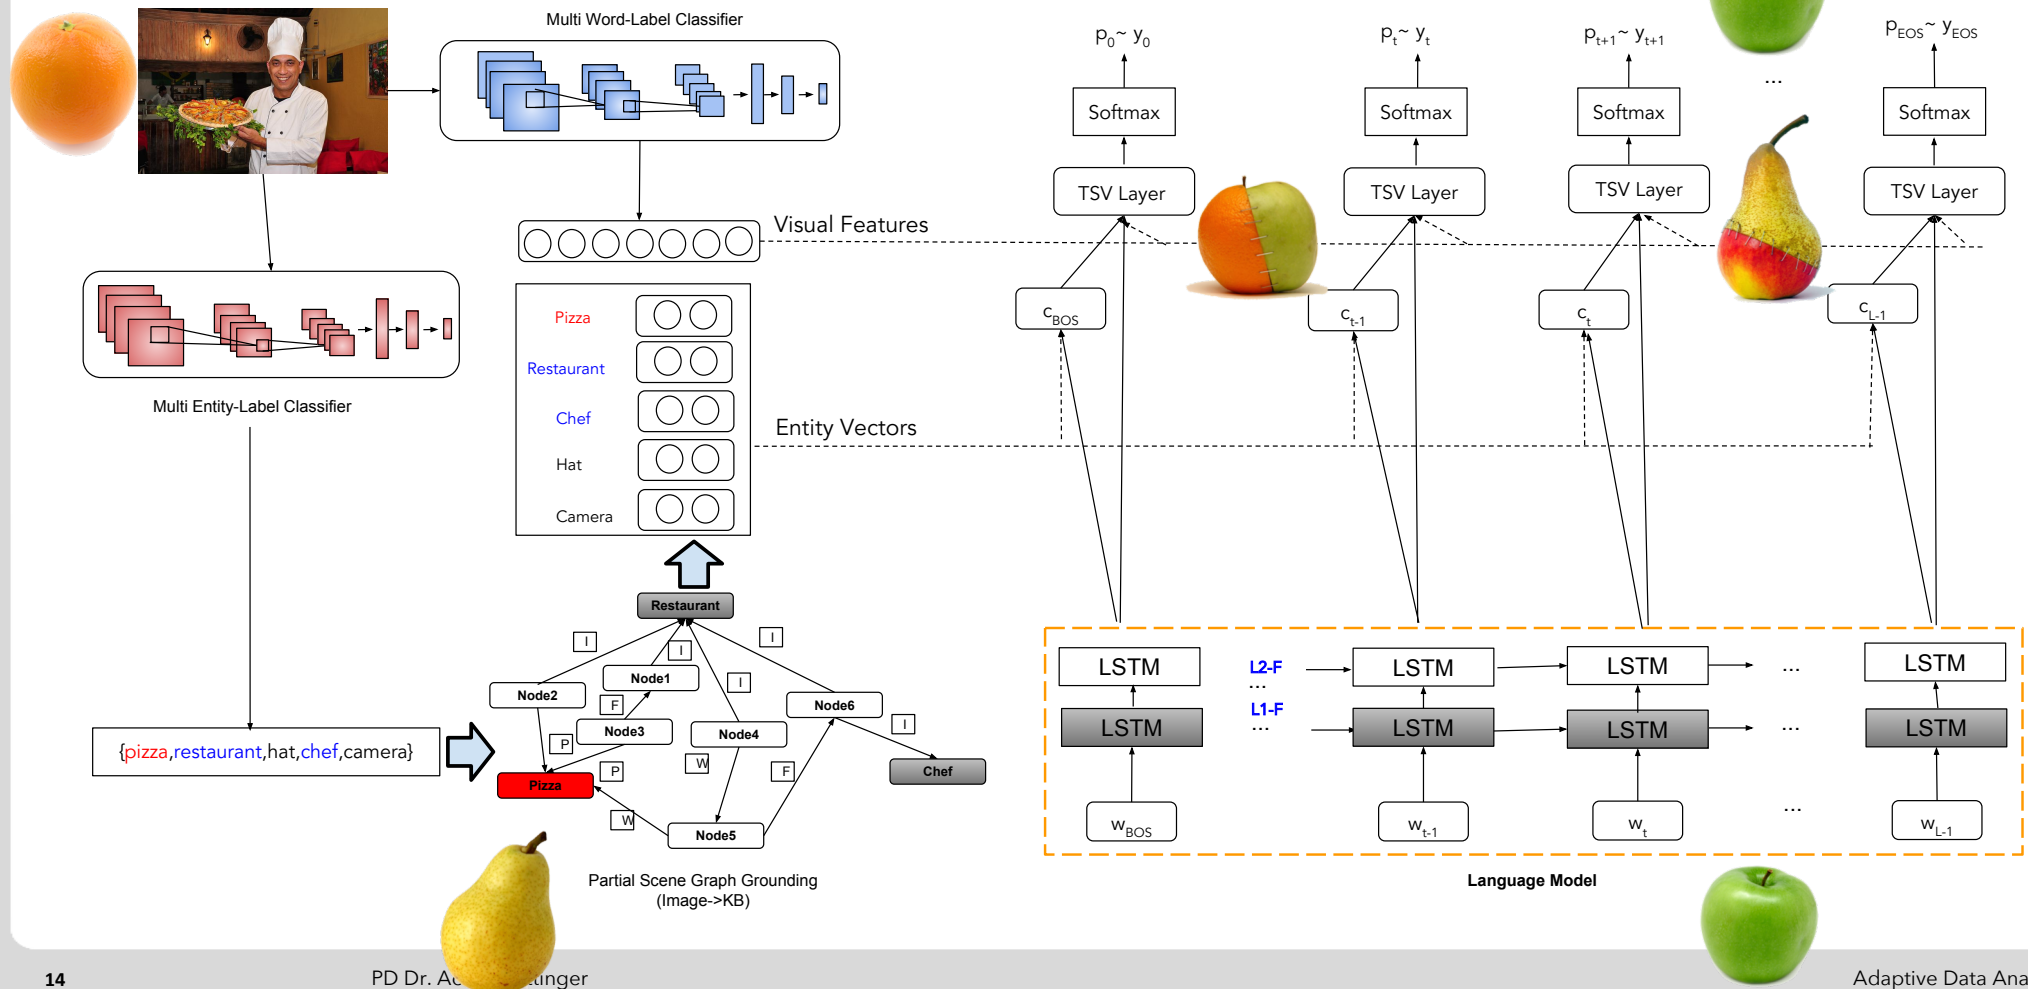 Multi Word-Label Classifier
p0~ y0
pt~ yt
pt+1~ yt+1
pEOS~ yEOS
...
Softmax
Softmax
Softmax
Softmax
TSV Layer
TSV Layer
TSV Layer
TSV Layer
Visual Features
cBOS
ct-1
ct
cL-1
Multi Entity-Label Classifier
Pizza
Restaurant
Chef
Hat
Camera
Entity Vectors
{pizza,restaurant,hat,chef,camera}
Restaurant
I
I
I
I
Node1
Node2
Node3
Node4
Node6
F
I
P
P
W
F
W
Pizza
Chef
Node5
Partial Scene Graph Grounding
(Image->KB)
LSTM
L2-F
...
LSTM
LSTM
...
LSTM
LSTM
L1-F
...
LSTM
LSTM
...
LSTM
wBOS
wt-1
wt
...
wL-1
Language Model
14
PD Dr.
Adaptive Data